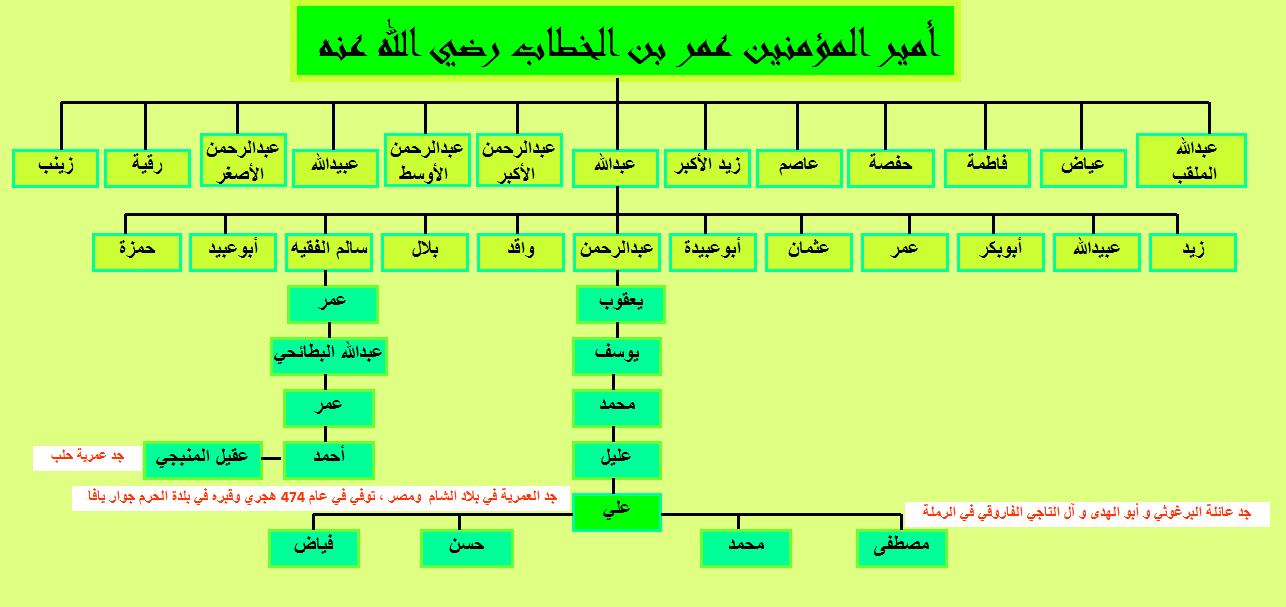 أمير المؤمنين عمر بن الخطاب رضي الله عنه
عبدالله
الملقب
عياض
فاطمة
حفصة
عاصم
زيد الأكبر
عبدالله
عبدالرحمن
الأكبر
عبدالرحمن
الأوسط
عبيدالله
عبدالرحمن
الأصغر
رقية
زينب
زيد
عبيدالله
أبوبكر
عمر
عثمان
أبوعبيدة
عبدالرحمن
واقد
بلال
سالم الفقيه
أبوعبيد
حمزة
يعقوب
عمر
يوسف
عبدالله البطائحي
محمد
عمر
عليل
أحمد
عقيل المنبجي
جد عمرية حلب
علي
جد العمرية في بلاد الشام ومصر ، توفي في عام 474 هجري وقبره في بلدة الحرم جوار يافا
جد عائلة البرغوثي و أبو الهدى و آل التاجي الفاروقي في الرملة
مصطفى
محمد
حسن
فياض